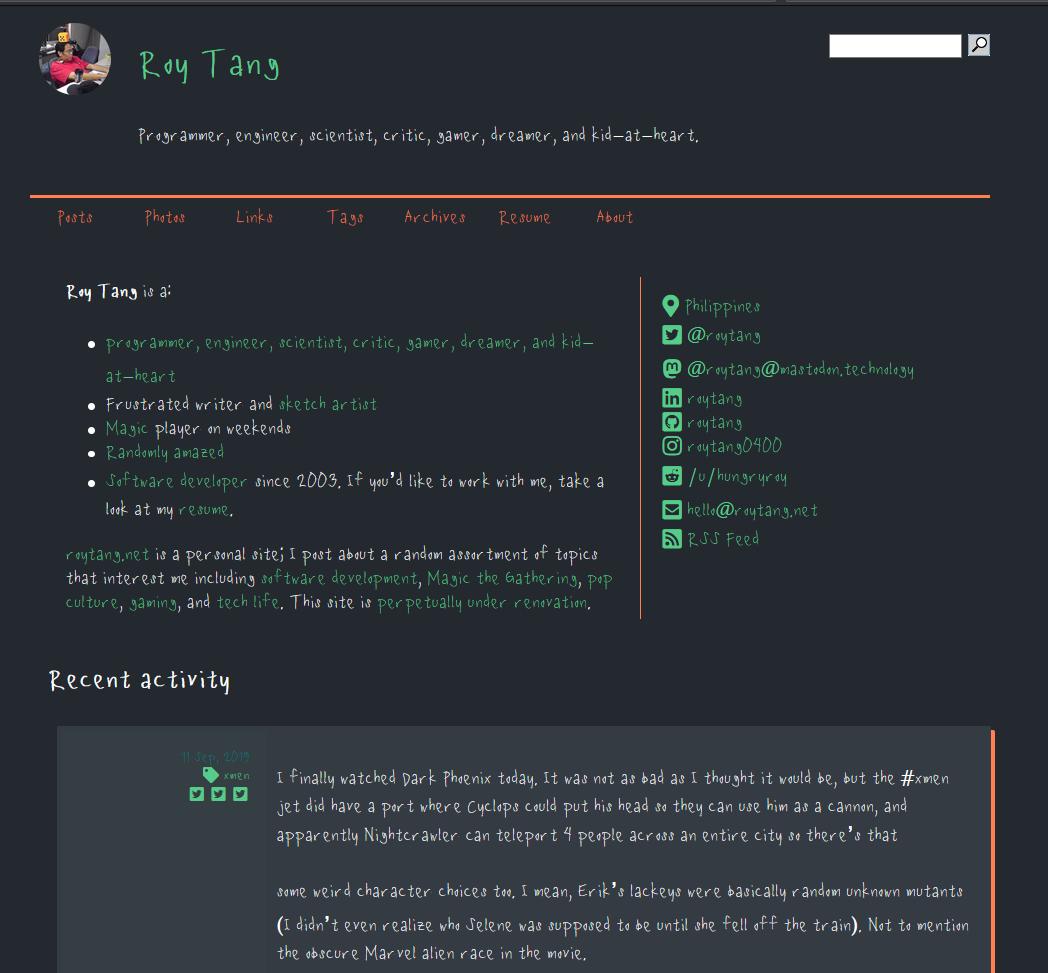 Roy Tang
Programmer, engineer, scientist, critic, gamer, dreamer, and kid-at-heart.
Posts Photos Links Tags Archives Resume About
Roy Tang is a:
programmer, engineer, scientist, critic, gamer, dreamer, and kid-
at-heart
Frustrated writer and sketch artist
Magic player on weekends
Randomly amazed
Software developer since 2003. If you'd like to work with me, take a
look at my resume.
roytang.net is a personal site; I post about a random assortment of topics
that interest me including software development, Magic the Gathering, pop
culture, gaming, and tech life. This site is perpetually under renovation.
Philippines
@roytang
@roytang@mastodon.technology
roytang
roytang
roytang0400
/u/hungryroy
hello@roytang.net
RSS Feed
Recent activity
11 Sep, 2019
xmen
I finally watched Dark Phoenix today. It was not as bad as I thought it would be, but the #xmen
jet did have a port where Cyclops could put his head so they can use him as a cannon, and
apparently Nightcrawler can teleport 4 people across an entire city so there's that
some weird character choices too. I mean, Erik's lackeys were basically random unknown mutants
(I didn't even realize who Selene was supposed to be until she fell off the train). Not to mention
the obscure Marvel alien race in the movie.